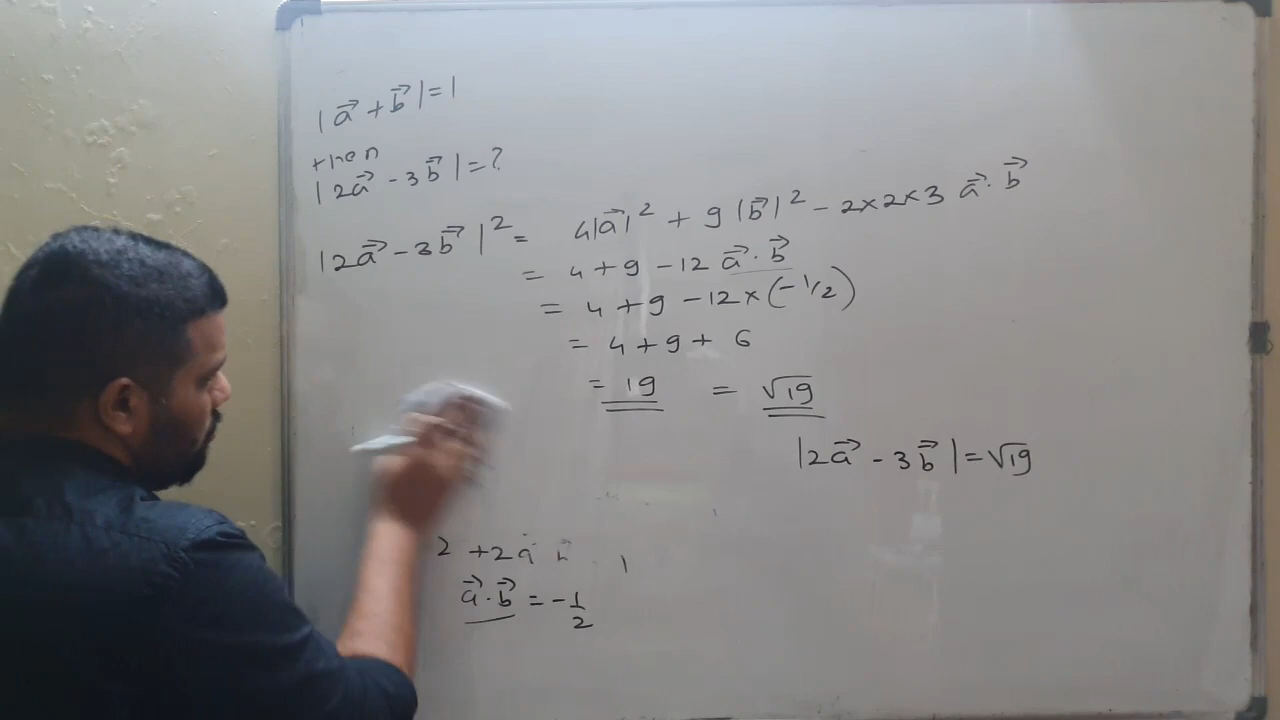 |a⃗ + b⃗| = 1
then
|2a⃗ - 3b⃗| = ?
|2a⃗ - 3b⃗|² = 4|a⃗|² + 9|b⃗|² - 2×2×3 a⃗·b⃗
= 4 + 9 - 12 a⃗·b⃗
= 4 + 9 - 12×(-1/2)
= 4 + 9 + 6
= 19 = √19
|2a⃗ - 3b⃗| = √19
2 + 2a 1
a⃗·b⃗ = -1/2